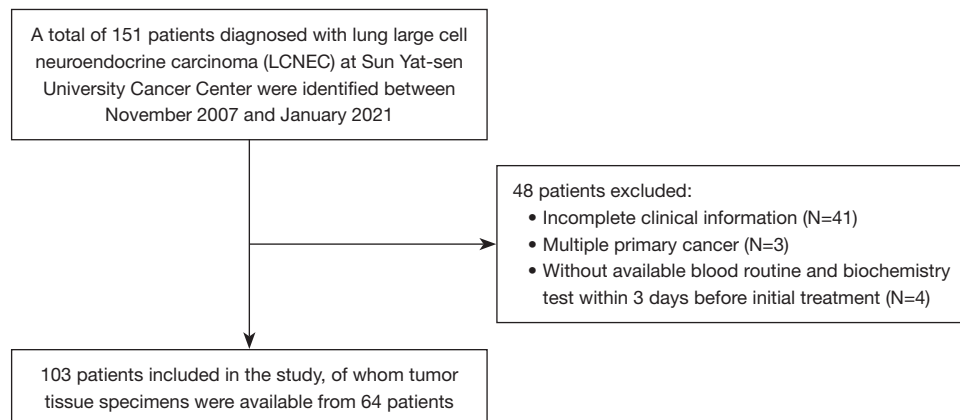 A total of 151 patients diagnosed with lung large cell
neuroendocrine carcinoma (LCNEC) at Sun Yat-sen
University Cancer Center were identified between
November 2007 and January 2021
48 patients excluded:
• Incomplete clinical information (N=41)
• Multiple primary cancer (N=3)
• Without available blood routine and biochemistry
test within 3 days before initial treatment (N=4)
103 patients included in the study, of whom tumor
tissue specimens were available from 64 patients